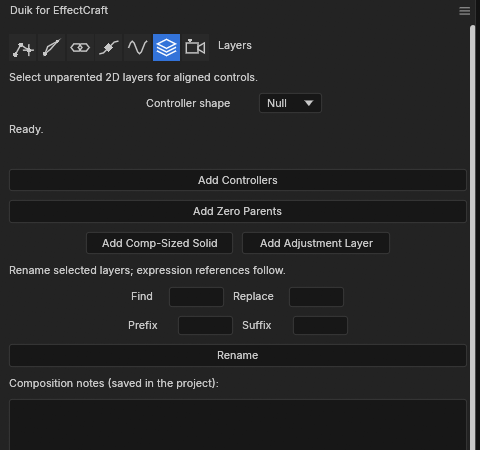 Duik for EffectCraft
Layers
Select unparented 2D layers for aligned controls.
Controller shape Null
Ready.
Add Controllers
Add Zero Parents
Add Comp-Sized Solid Add Adjustment Layer
Rename selected layers; expression references follow.
Find Replace
Prefix Suffix
Rename
Composition notes (saved in the project):